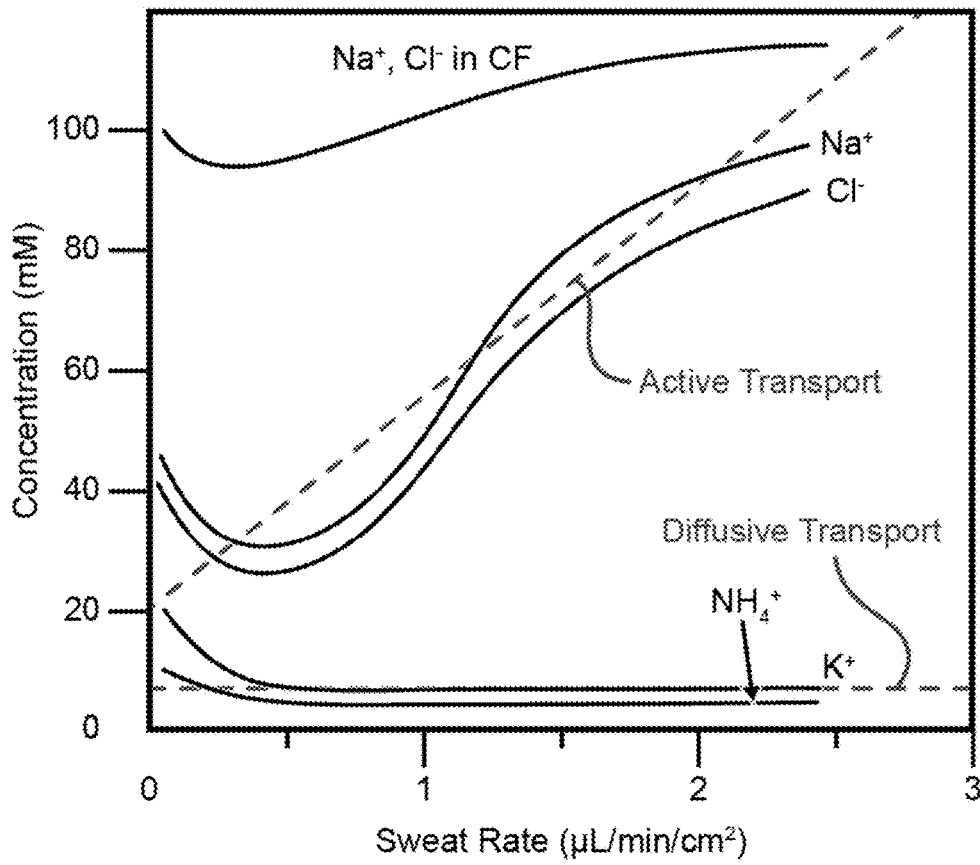 Na⁺, Cl⁻ in CF
100
Na⁺
Cl⁻
80
60
Active Transport
Concentration (mM)
40
Diffusive Transport
NH₄⁺
20
K⁺
0
0 1 2 3
Sweat Rate (µL/min/cm²)